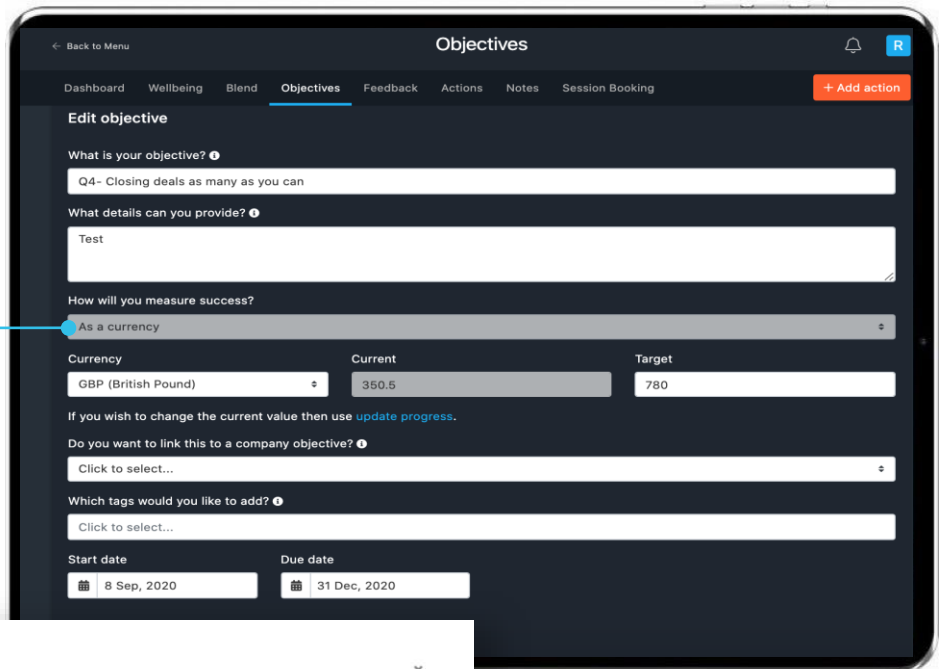 ← Back to Menu
Objectives
R
Dashboard Wellbeing Blend Objectives Feedback Actions Notes Session Booking
+ Add action
Edit objective
What is your objective?
Q4- Closing deals as many as you can
What details can you provide?
Test
How will you measure success?
As a currency
Currency Current Target
GBP (British Pound) 350.5 780
If you wish to change the current value then use update progress.
Do you want to link this to a company objective?
Click to select...
Which tags would you like to add?
Click to select...
Start date Due date
8 Sep, 2020 31 Dec, 2020